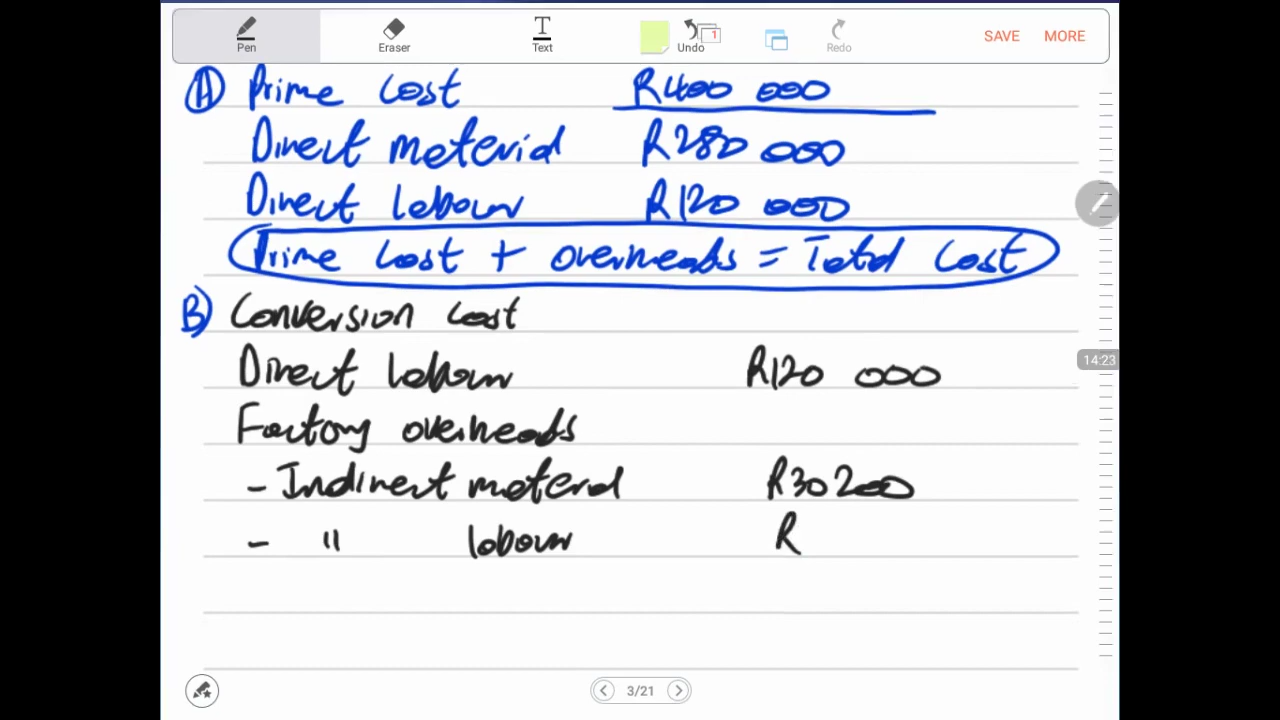 Pen Eraser Text Undo 1 Redo SAVE MORE
A Prime Cost R400 000
Direct material R280 000
Direct labour R120 000
Prime Cost + overheads = Total Cost
B) Conversion Cost
Direct labour R120 000
14:23
Factory overheads
- Indirect material R30200
- " labour R
3/21